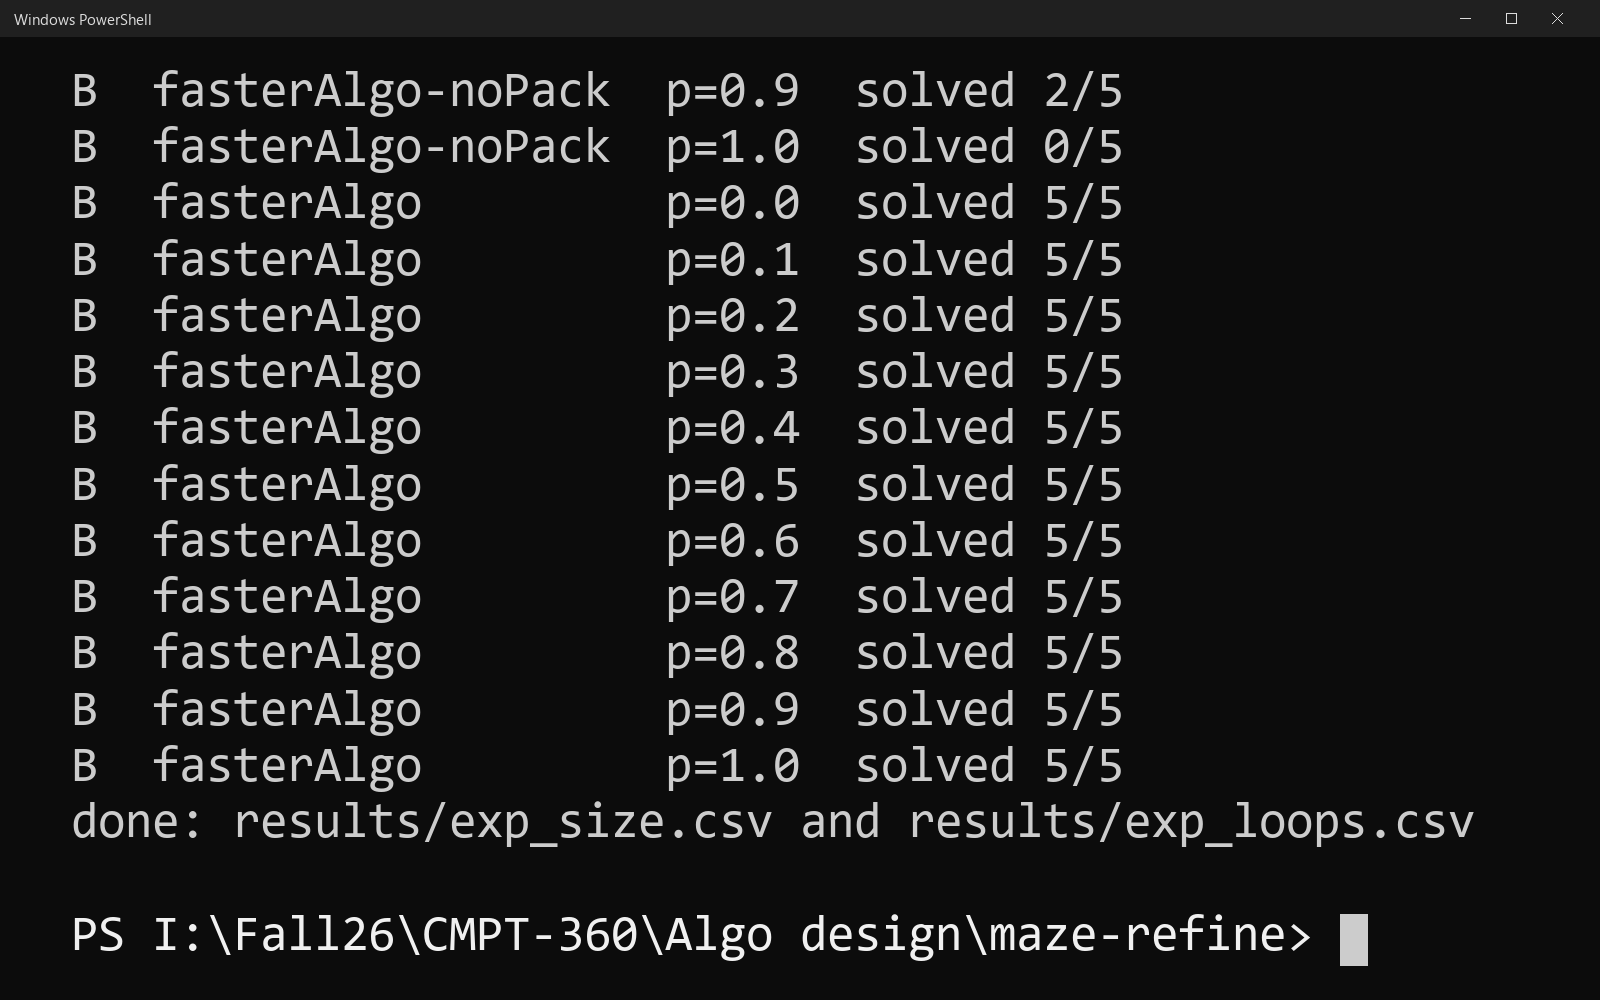 Windows PowerShell
B  fasterAlgo-noPack  p=0.9  solved 2/5
B  fasterAlgo-noPack  p=1.0  solved 0/5
B  fasterAlgo         p=0.0  solved 5/5
B  fasterAlgo         p=0.1  solved 5/5
B  fasterAlgo         p=0.2  solved 5/5
B  fasterAlgo         p=0.3  solved 5/5
B  fasterAlgo         p=0.4  solved 5/5
B  fasterAlgo         p=0.5  solved 5/5
B  fasterAlgo         p=0.6  solved 5/5
B  fasterAlgo         p=0.7  solved 5/5
B  fasterAlgo         p=0.8  solved 5/5
B  fasterAlgo         p=0.9  solved 5/5
B  fasterAlgo         p=1.0  solved 5/5
done: results/exp_size.csv and results/exp_loops.csv
PS I:\Fall26\CMPT-360\Algo design\maze-refine>